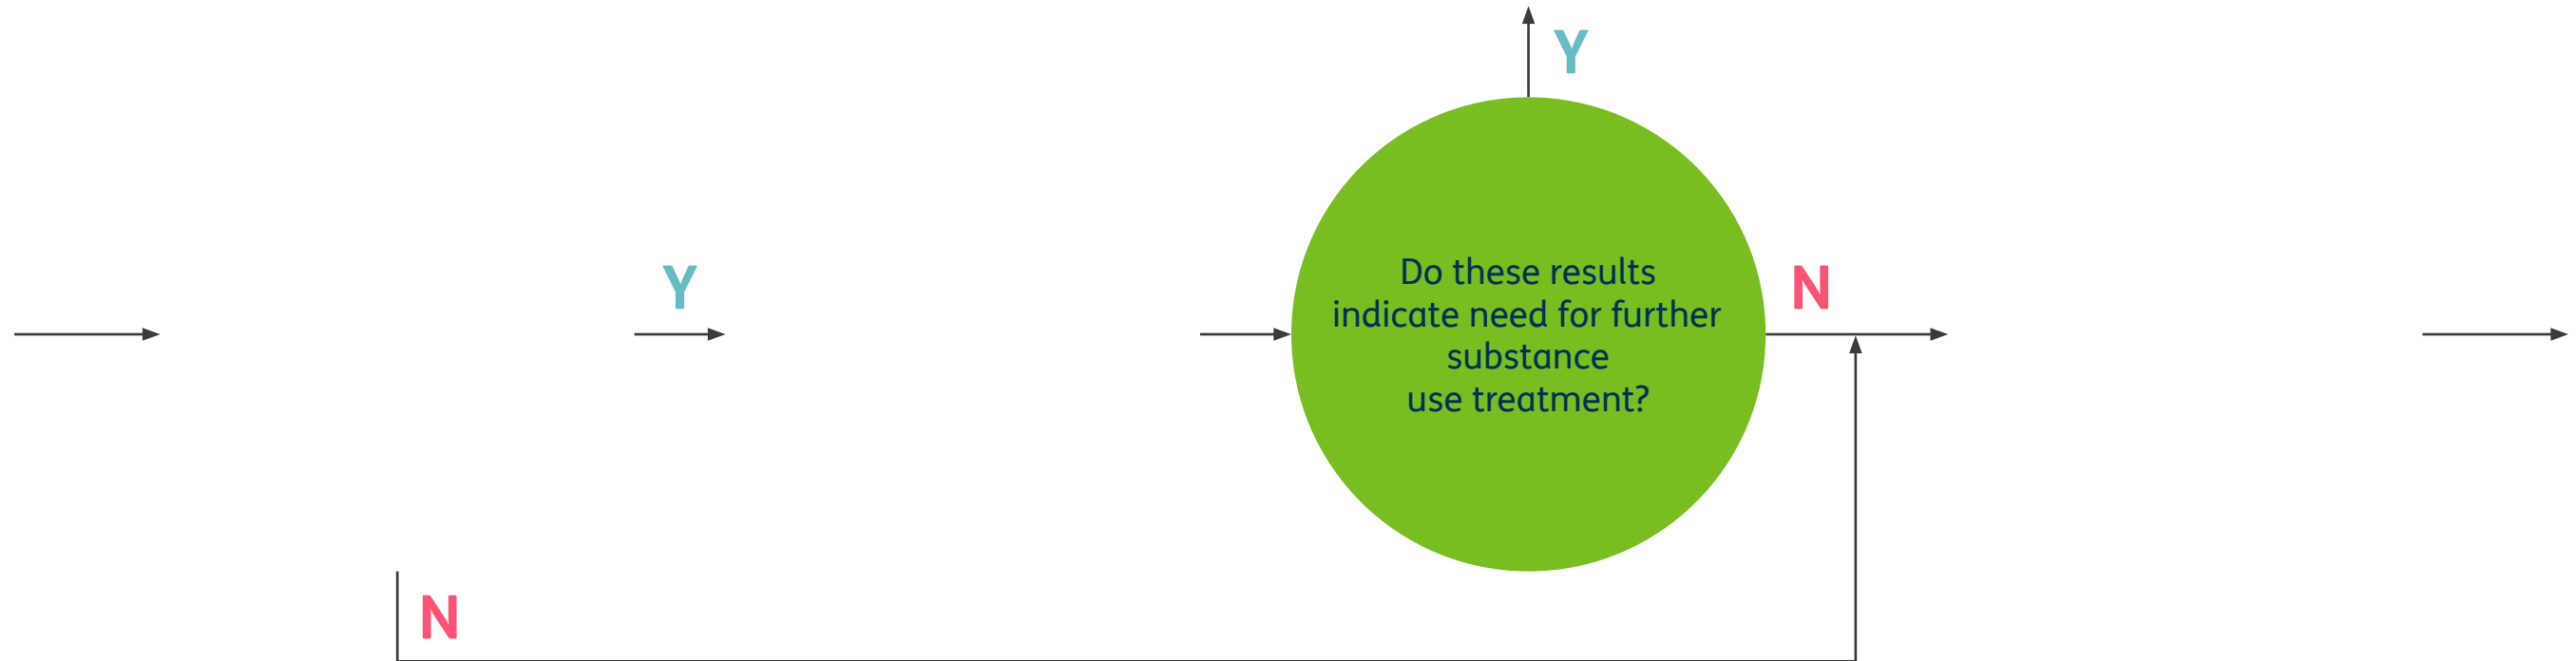 Y
Y
Do these results
indicate need for further
substance
use treatment?
N
N